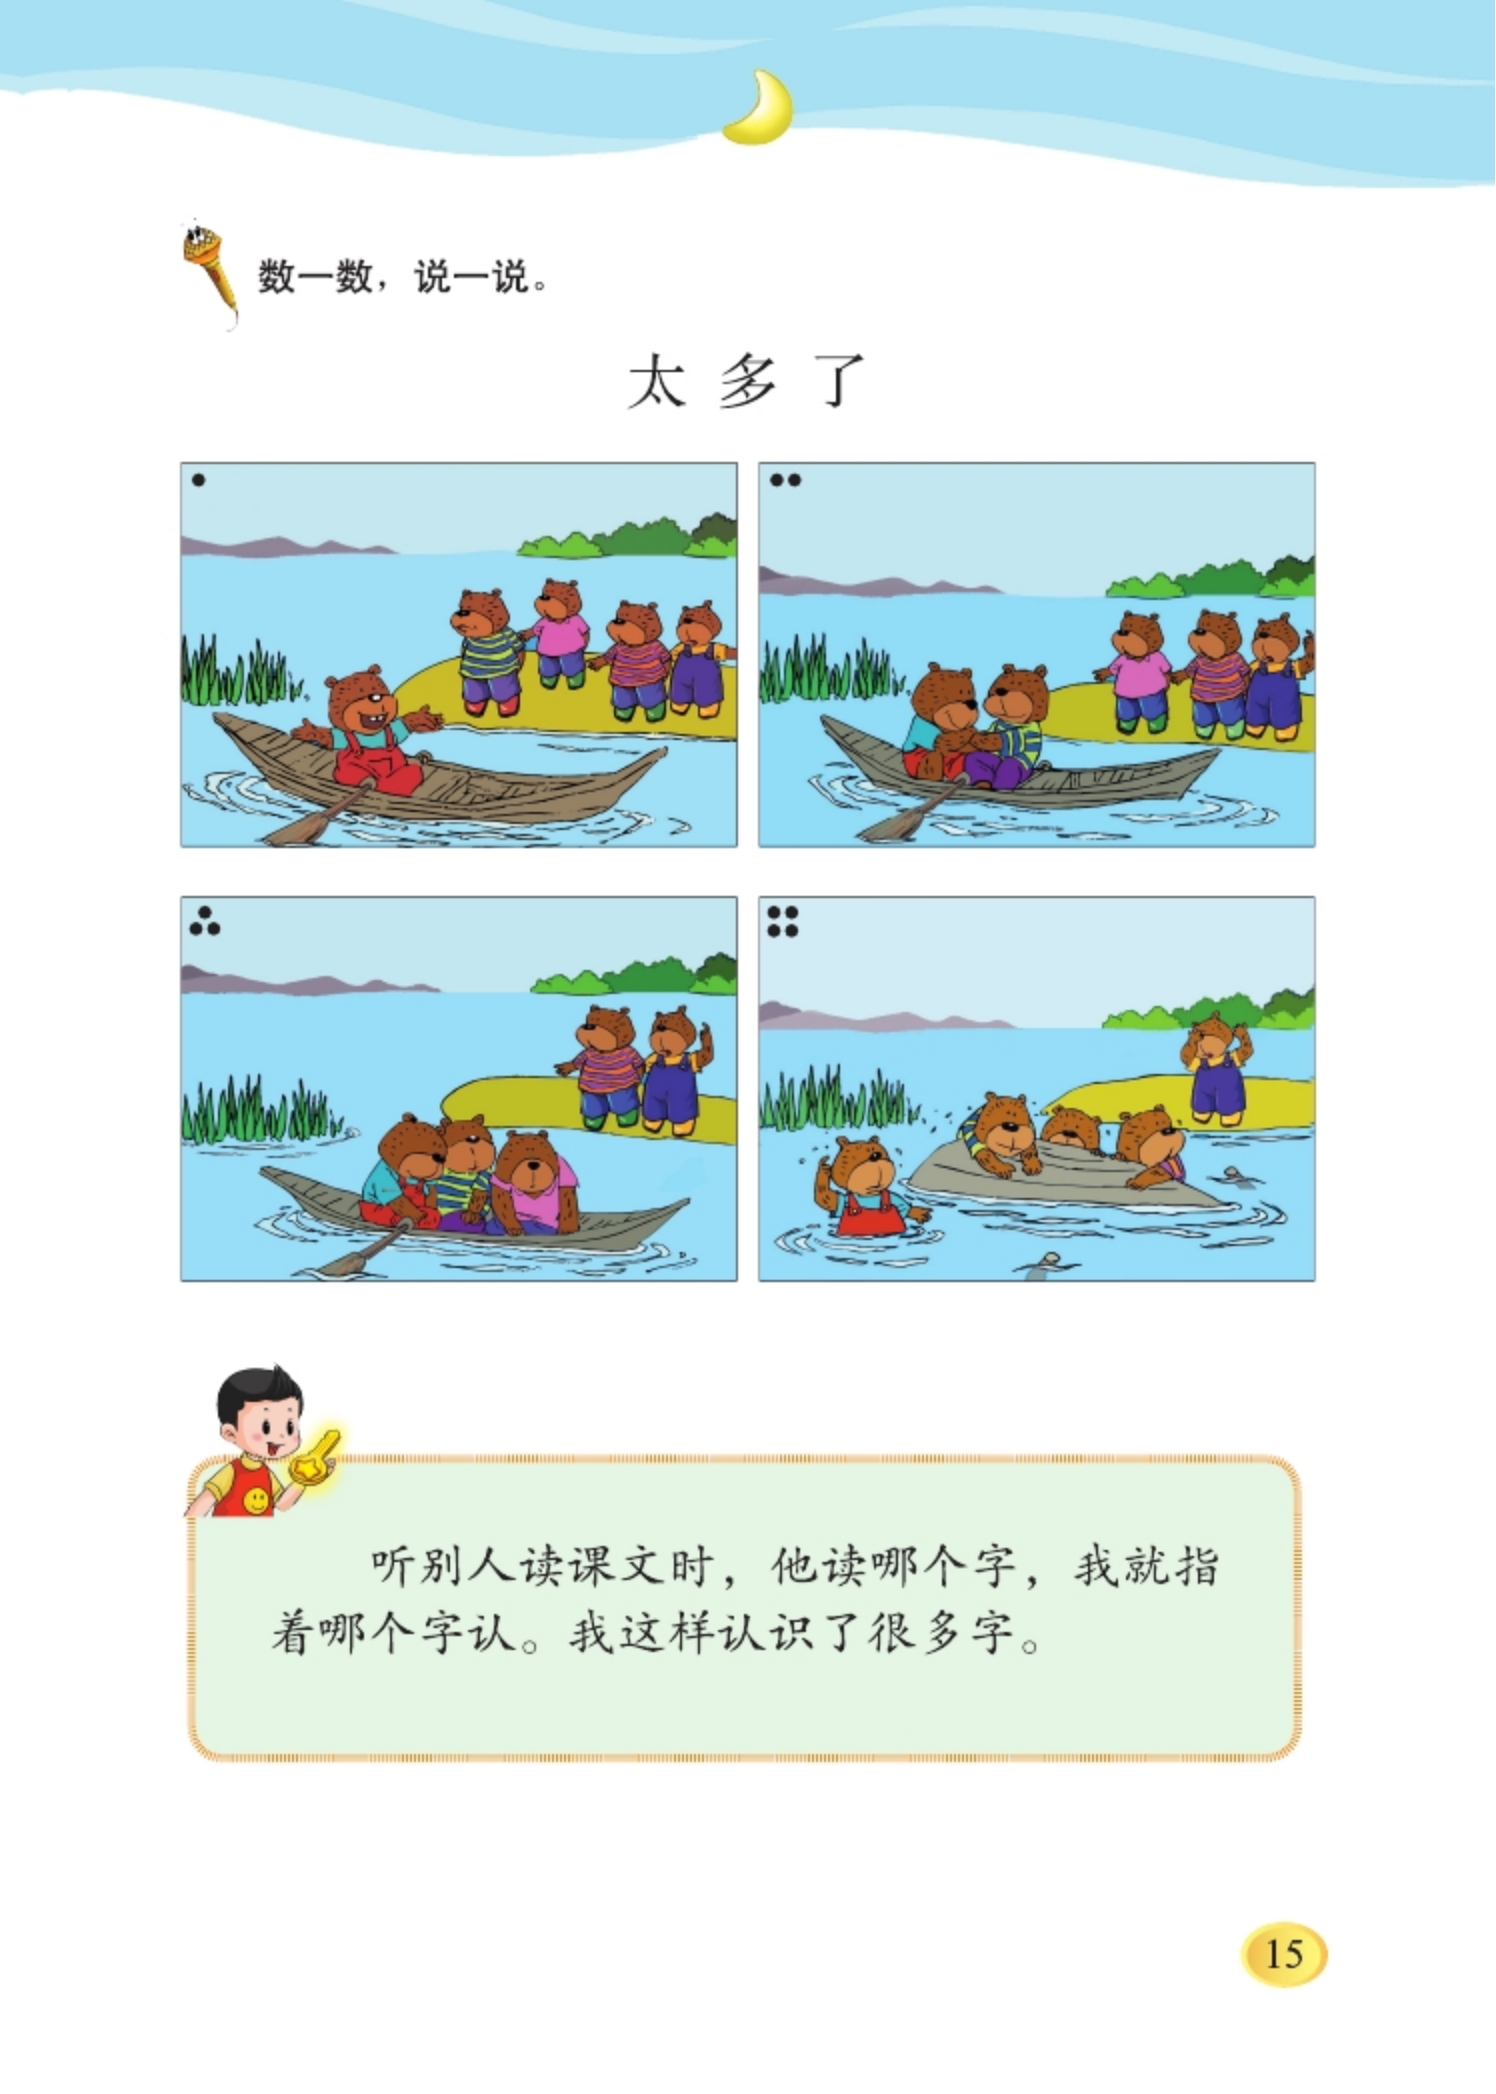 数一数，说一说。
太多了
听别人读课文时，他读哪个字，我就指
着哪个字认。我这样认识了很多字。
15